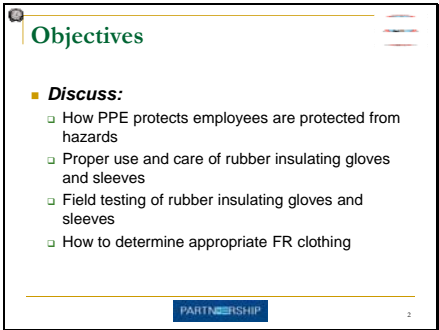 Objectives
Discuss:
How PPE protects employees are protected from
hazards
Proper use and care of rubber insulating gloves
and sleeves
Field testing of rubber insulating gloves and
sleeves
How to determine appropriate FR clothing
PARTNERSHIP
2